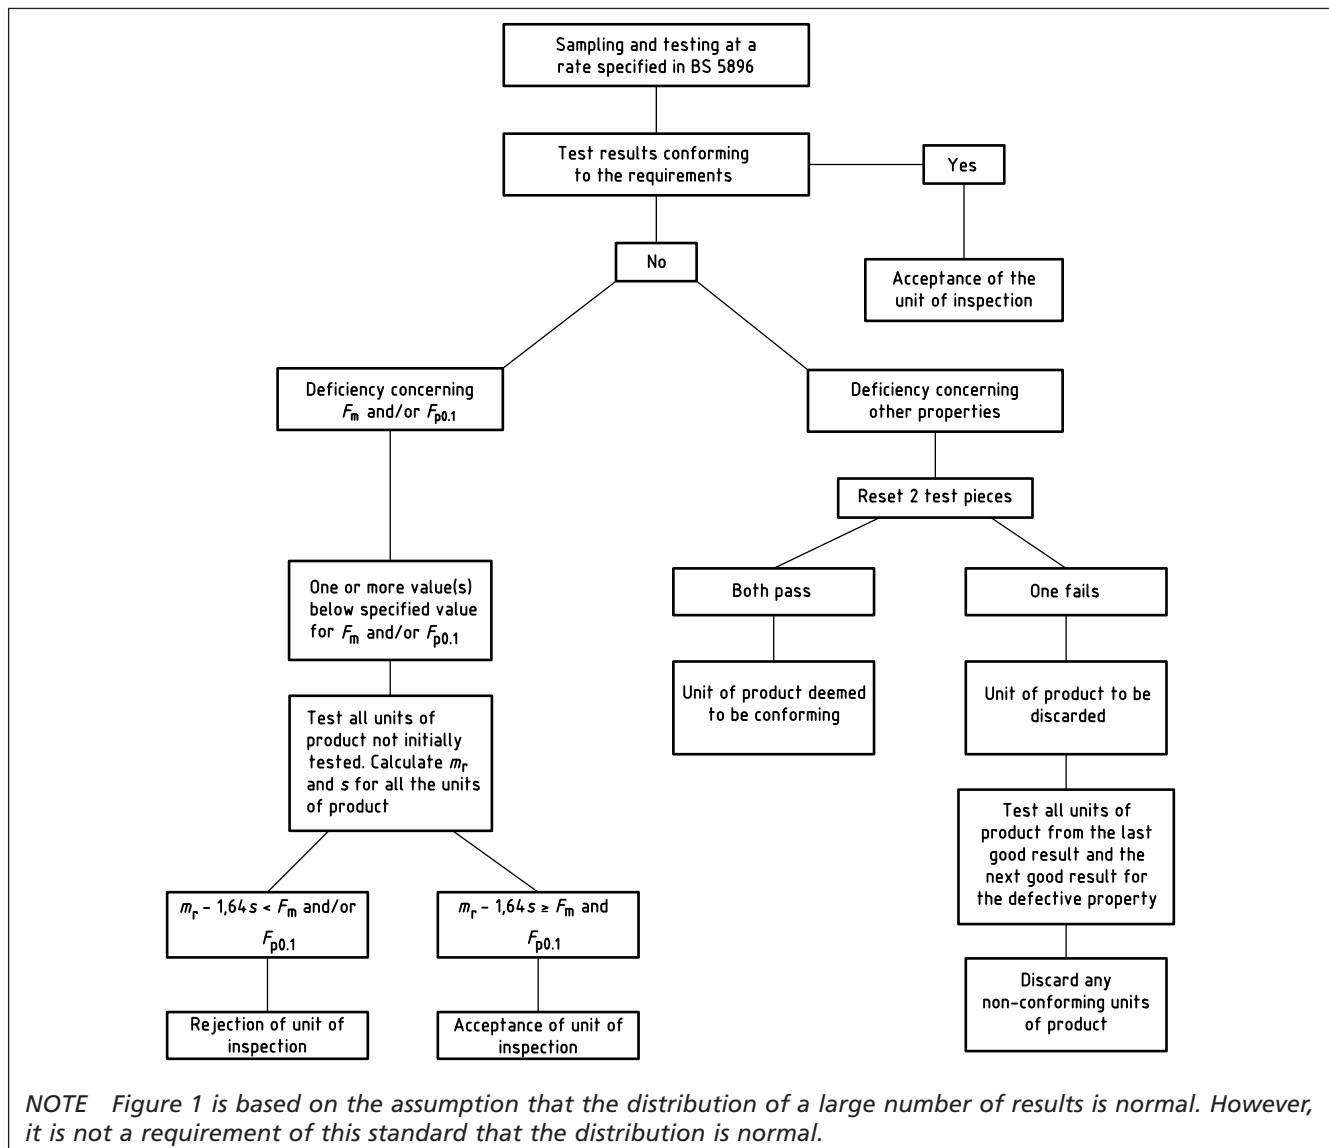 Sampling and testing at a
rate specified in BS 5896
Test results conforming
to the requirements
Yes
No
Acceptance of the
unit of inspection
Deficiency concerning
Fm and/or Fp0.1
Deficiency concerning
other properties
Reset 2 test pieces
One or more value(s)
below specified value
for Fm and/or Fp0.1
Both pass
One fails
Test all units of
product not initially
tested. Calculate mr
and s for all the units
of product
Unit of product deemed
to be conforming
Unit of product to be
discarded
Test all units of
product from the last
good result and the
next good result for
the defective property
mr - 1,64s < Fm and/or
Fp0.1
mr - 1,64s ≥ Fm and
Fp0.1
Discard any
non-conforming units
of product
Rejection of unit of
inspection
Acceptance of unit of
inspection
NOTE Figure 1 is based on the assumption that the distribution of a large number of results is normal. However,
it is not a requirement of this standard that the distribution is normal.